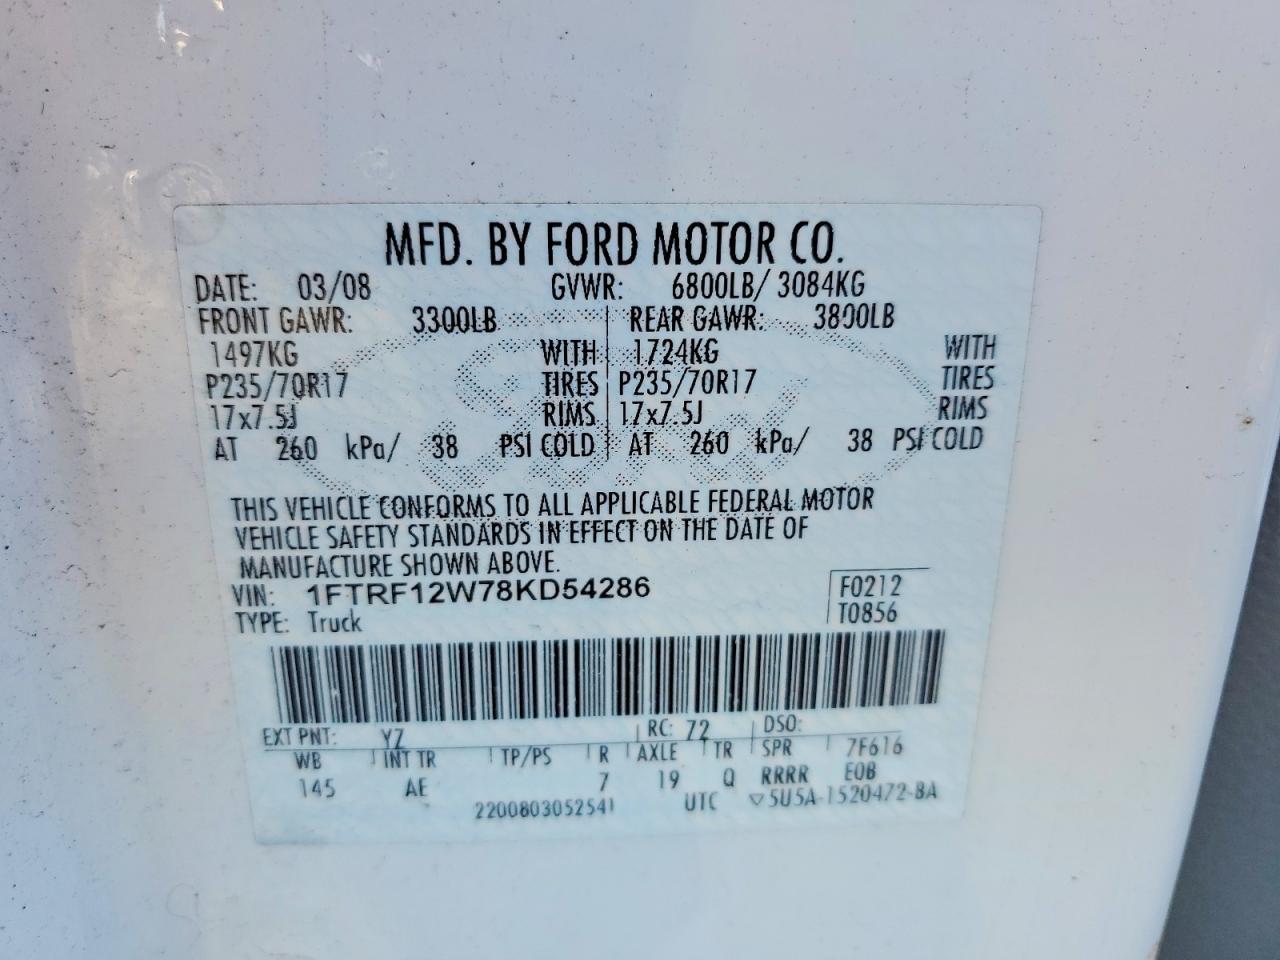 MFD. BY FORD MOTOR CO.
DATE: 03/08 GVWR: 6800LB/ 3084KG
FRONT GAWR: 3300LB REAR GAWR: 3800LB
1497KG WITH 1724KG WITH
P235/70R17 TIRES P235/70R17 TIRES
17x7.5J RIMS 17x7.5J RIMS
AT 260 kPa/ 38 PSI COLD AT 260 kPa/ 38 PSI COLD
THIS VEHICLE CONFORMS TO ALL APPLICABLE FEDERAL MOTOR
VEHICLE SAFETY STANDARDS IN EFFECT ON THE DATE OF
MANUFACTURE SHOWN ABOVE.
VIN: 1FTRF12W78KD54286 F0212
TYPE: Truck T0856
EXT PNT: YZ RC: 72 DSO:
WB INT TR TP/PS R AXLE TR SPR 7F616
145 AE 7 19 Q RRRR E0B
2200803052541 UTC ▽5U5A-1520472-BA